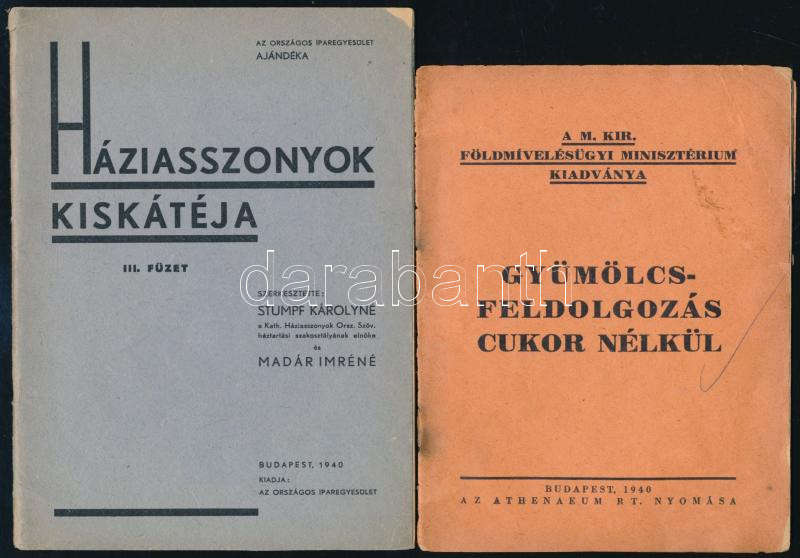 AZ ORSZÁGOS IPAREGYESÜLET
AJÁNDÉKA
HÁZIASSZONYOK
KISKÁTÉJA
III. FÜZET
SZERKESZTETTE:
STUMPF KÁROLYNÉ
a Kath. Háziasszonyok Orsz. Szöv.
háztartási szakosztályának elnöke
és
MADÁR IMRÉNÉ
BUDAPEST, 1940
KIADJA:
AZ ORSZÁGOS IPAREGYESÜLET
A M. KIR.
FÖLDMÍVELÉSÜGYI MINISZTÉRIUM
KIADVÁNYA
GYÜMÖLCS-
FELDOLGOZÁS
CUKOR NÉLKÜL
BUDAPEST, 1940
AZ ATHENAEUM RT. NYOMÁSA
darabanth